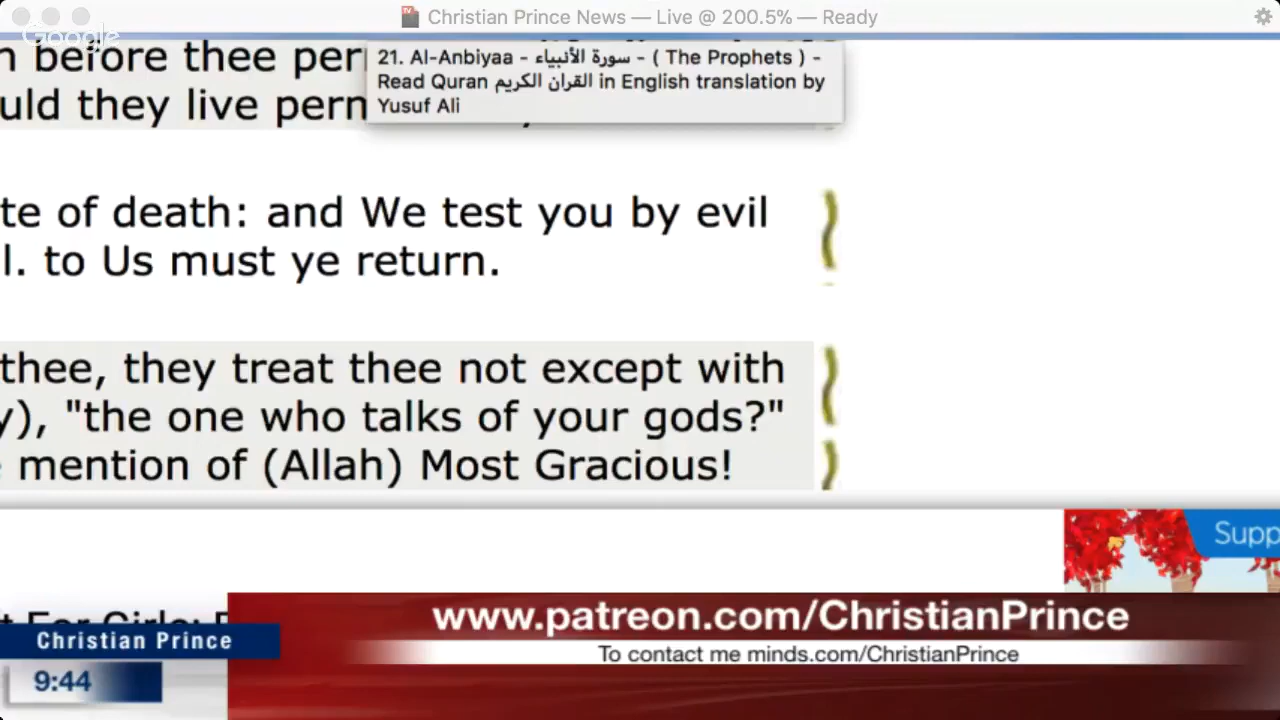 Christian Prince News — Live @ 200.5% — Ready
Google
before thee
21. Al-Anbiyaa - سورة الأنبياء - ( The Prophets ) -
Read Quran القران الكريم in English translation by
Yusuf Ali
uld they live
te of death: and We test you by evil
l. to Us must ye return.
thee, they treat thee not except with
y), "the one who talks of your gods?"
mention of (Allah) Most Gracious!
Supp
For Girls:
www.patreon.com/ChristianPrince
Christian Prince
To contact me minds.com/ChristianPrince
9:44